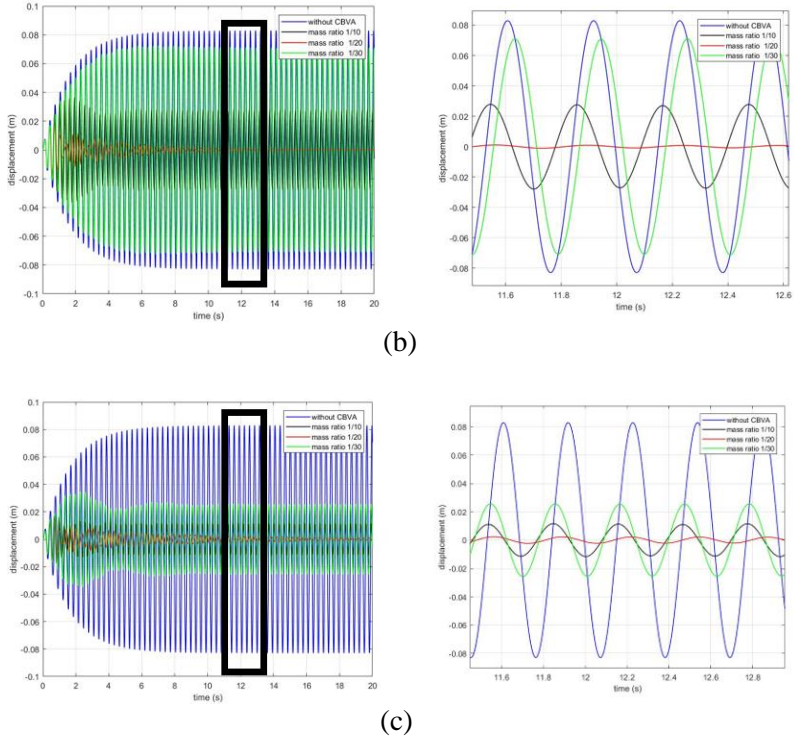 0.1
0.08
0.06
0.04
0.02
0
-0.02
-0.04
-0.06
-0.08
-0.1
displacement (m)
without CBVA
mass ratio 1/10
mass ratio 1/20
mass ratio 1/30
0 2 4 6 8 10 12 14 16 18 20
time (s)
0.08
0.06
0.04
0.02
0
-0.02
-0.04
-0.06
-0.08
displacement (m)
without CBVA
mass ratio 1/10
mass ratio 1/20
mass ratio 1/30
11.6 11.8 12 12.2 12.4 12.6
time (s)
(b)
0.1
0.08
0.06
0.04
0.02
0
-0.02
-0.04
-0.06
-0.08
-0.1
displacement (m)
without CBVA
mass ratio 1/10
mass ratio 1/20
mass ratio 1/30
0 2 4 6 8 10 12 14 16 18 20
time (s)
0.08
0.06
0.04
0.02
0
-0.02
-0.04
-0.06
-0.08
displacement (m)
without CBVA
mass ratio 1/10
mass ratio 1/20
mass ratio 1/30
11.6 11.8 12 12.2 12.4 12.6 12.8
time (s)
(c)